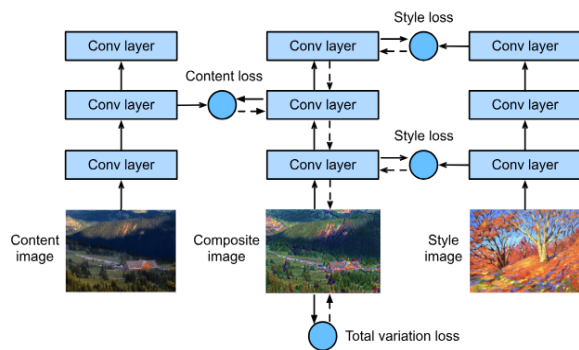 Style loss
Conv layer
Conv layer
Conv layer
Content loss
Conv layer
Conv layer
Conv layer
Style loss
Conv layer
Conv layer
Conv layer
Content
image
Composite
image
Style
image
Total variation loss